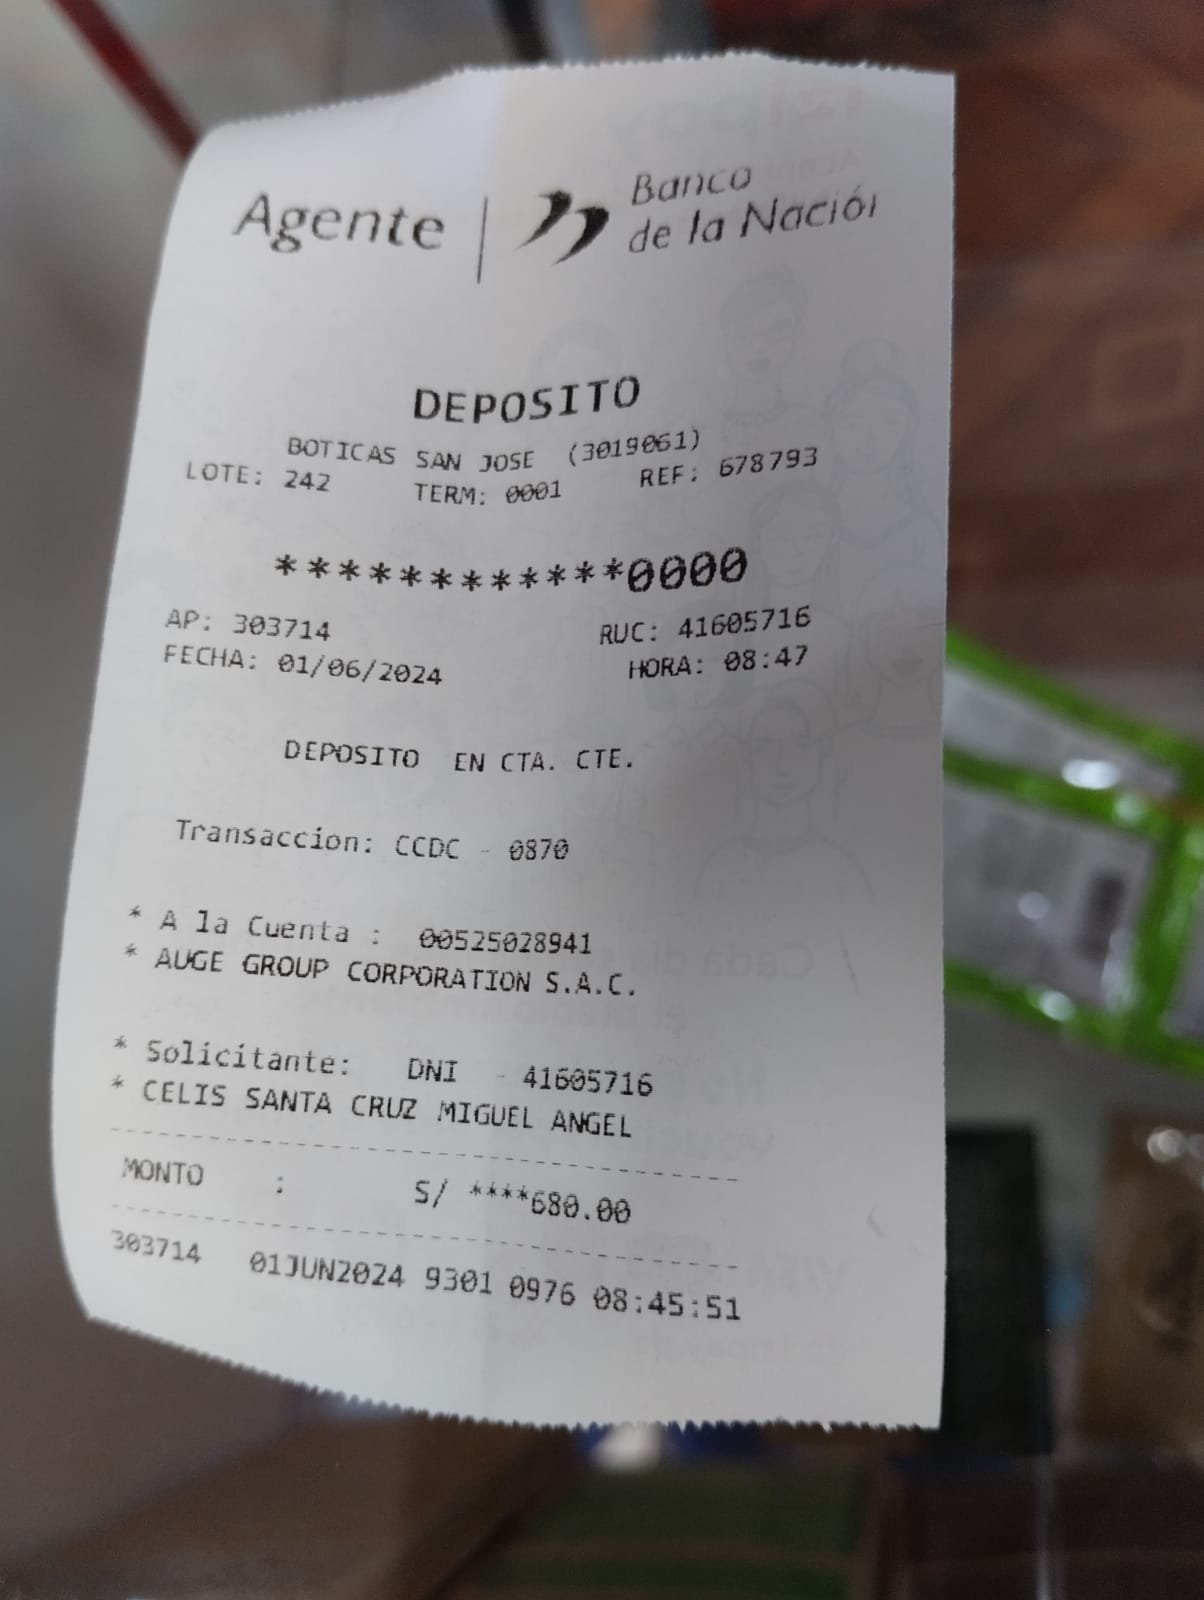 Agente | Banco
de la Nación
DEPOSITO
BOTICAS SAN JOSE (3019061)
LOTE: 242 TERM: 0001 REF: 678793
************0000
AP: 303714 RUC: 41605716
FECHA: 01/06/2024 HORA: 08:47
DEPOSITO EN CTA. CTE.
Transaccion: CCDC - 0870
* A la Cuenta : 00525028941
* AUGE GROUP CORPORATION S.A.C.
* Solicitante: DNI - 41605716
* CELIS SANTA CRUZ MIGUEL ANGEL
MONTO : S/ ****680.00
303714 01JUN2024 9301 0976 08:45:51